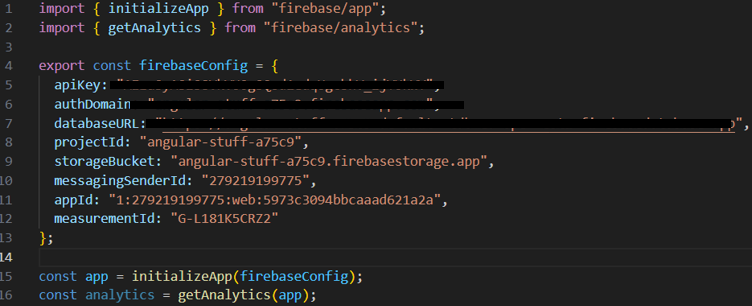 1 import { initializeApp } from "firebase/app";
2 import { getAnalytics } from "firebase/analytics";
3
4 export const firebaseConfig = {
5 apiKey:
6 authDomain
7 databaseURL:
8 projectId: "angular-stuff-a75c9",
9 storageBucket: "angular-stuff-a75c9.firebasestorage.app",
10 messagingSenderId: "279219199775",
11 appId: "1:279219199775:web:5973c3094bbcaaad621a2a",
12 measurementId: "G-L181K5CRZ2"
13 };
14
15 const app = initializeApp(firebaseConfig);
16 const analytics = getAnalytics(app);